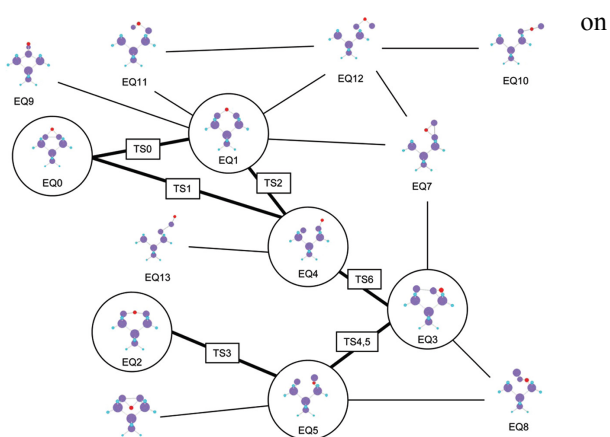 on
EQ12
EQ11
EQ10
EQ9
TS0
EQ1
EQ0
EQ7
TS1
TS2
EQ13
EQ4
TS6
EQ3
EQ2
TS4,5
TS3
EQ5
EQ8